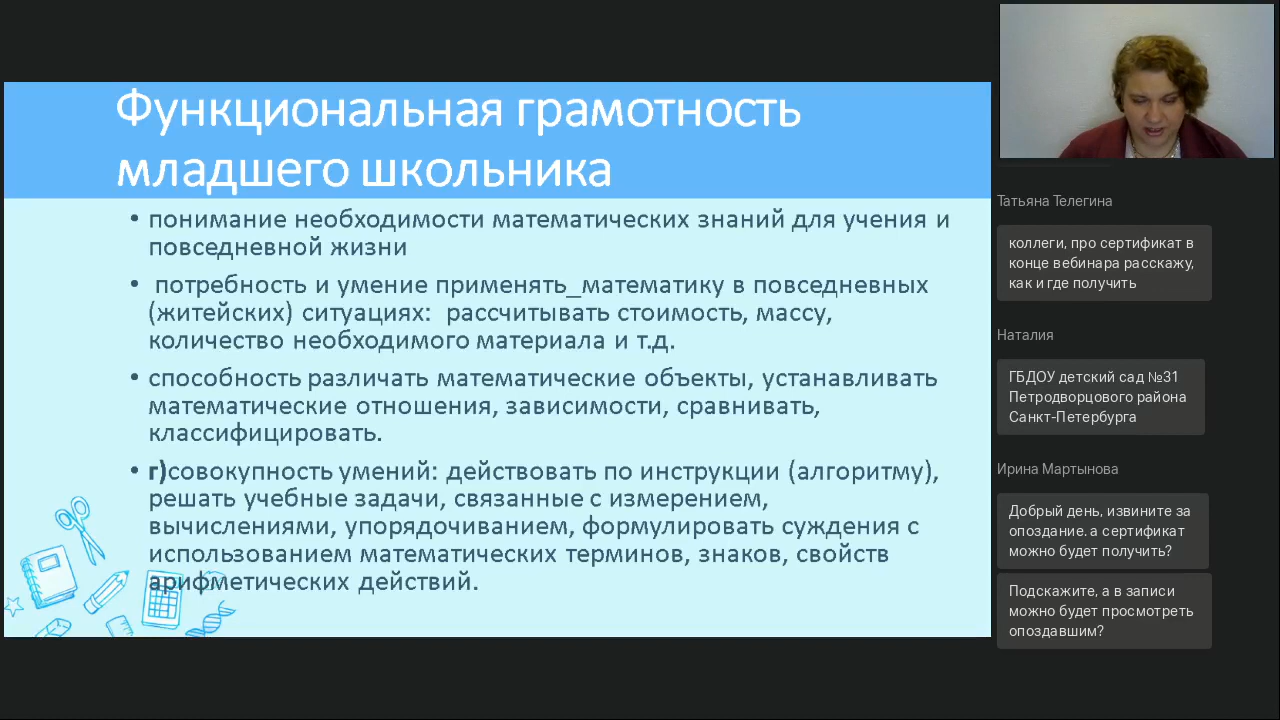 Функциональная грамотность
младшего школьника
• понимание необходимости математических знаний для учения и
повседневной жизни
• потребность и умение применять_математику в повседневных
(житейских) ситуациях: рассчитывать стоимость, массу,
количество необходимого материала и т.д.
• способность различать математические объекты, устанавливать
математические отношения, зависимости, сравнивать,
классифицировать.
• г)совокупность умений: действовать по инструкции (алгоритму),
решать учебные задачи, связанные с измерением,
вычислениями, упорядочиванием, формулировать суждения с
использованием математических терминов, знаков, свойств
арифметических действий.
Татьяна Телегина
коллеги, про сертификат в
конце вебинара расскажу,
как и где получить
Наталия
ГБДОУ детский сад №31
Петродворцового района
Санкт-Петербурга
Ирина Мартынова
Добрый день, извините за
опоздание. а сертификат
можно будет получить?
Подскажите, а в записи
можно будет просмотреть
опоздавшим?